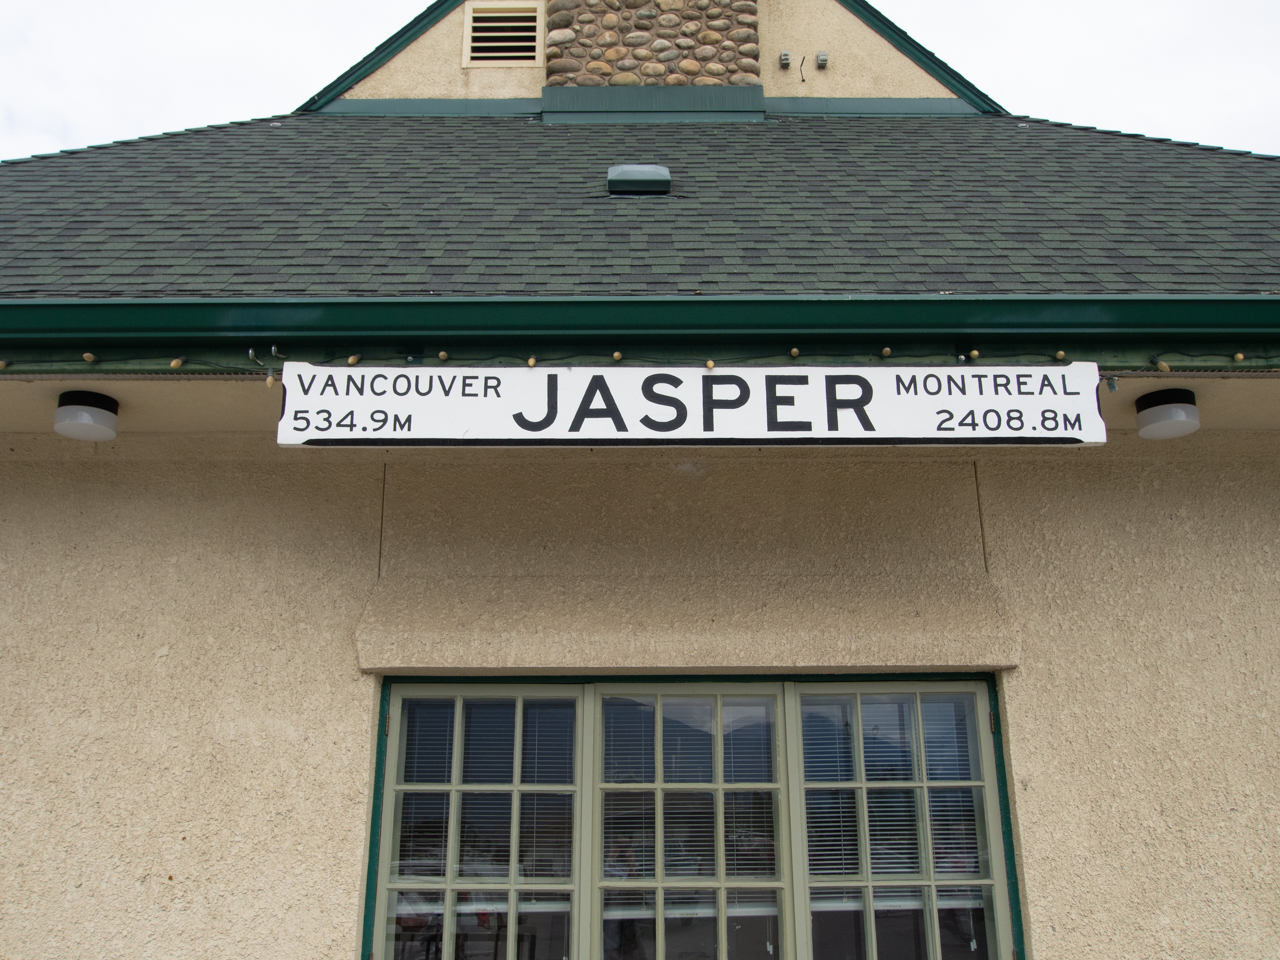 VANCOUVER
534.9M
JASPER
MONTREAL
2408.8M